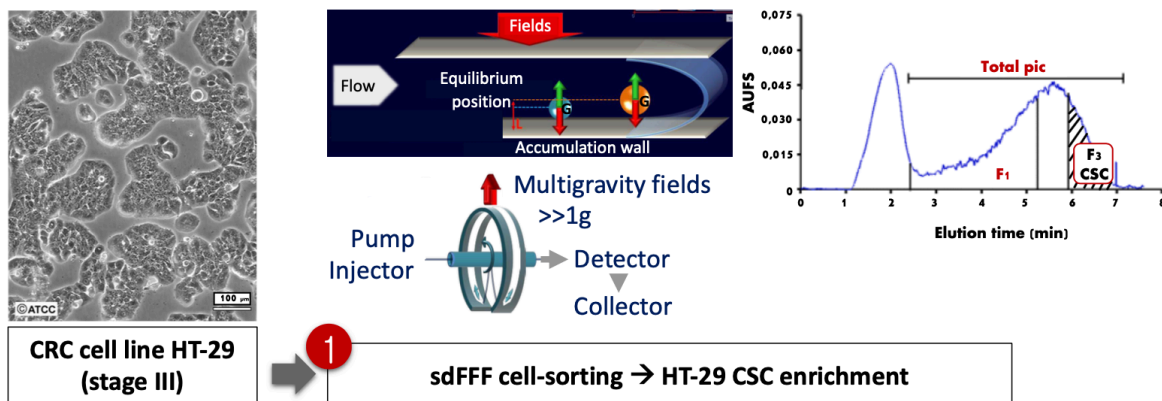 ©ATCC
100 µm
CRC cell line HT-29
(stage III)
Fields
Flow
Equilibrium
position
G
G
L
Accumulation wall
Multigravity fields
>>1g
Pump
Injector
Detector
Collector
1
sdFFF cell-sorting → HT-29 CSC enrichment
AUFS
0,075
0,060
0,045
0,030
0,015
0
Total pic
F1
F3
CSC
0 1 2 3 4 5 6 7 8
Elution time (min)